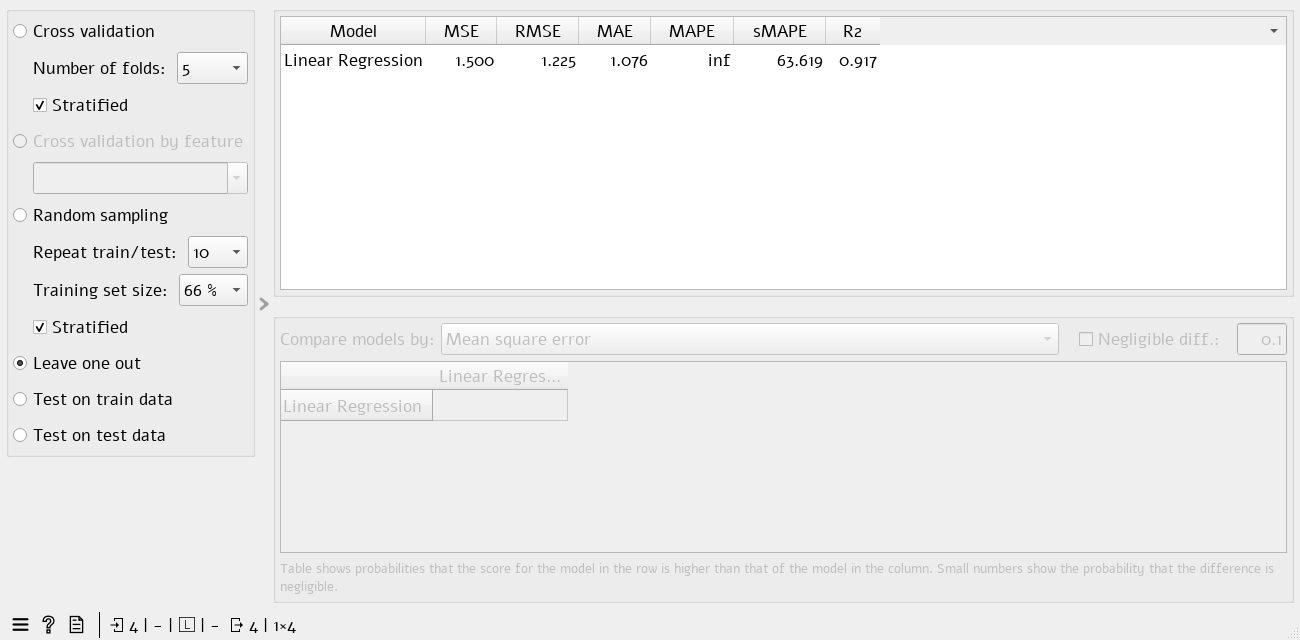 Cross validation
Number of folds: 5
Stratified
Cross validation by feature
Random sampling
Repeat train/test: 10
Training set size: 66 %
Stratified
Leave one out
Test on train data
Test on test data
Model MSE RMSE MAE MAPE sMAPE R2
Linear Regression 1.500 1.225 1.076 inf 63.619 0.917
Compare models by: Mean square error Negligible diff.: 0.1
Linear Regres...
Linear Regression
Table shows probabilities that the score for the model in the row is higher than that of the model in the column. Small numbers show the probability that the difference is
negligible.
4 | - | L | - 4 | 1×4